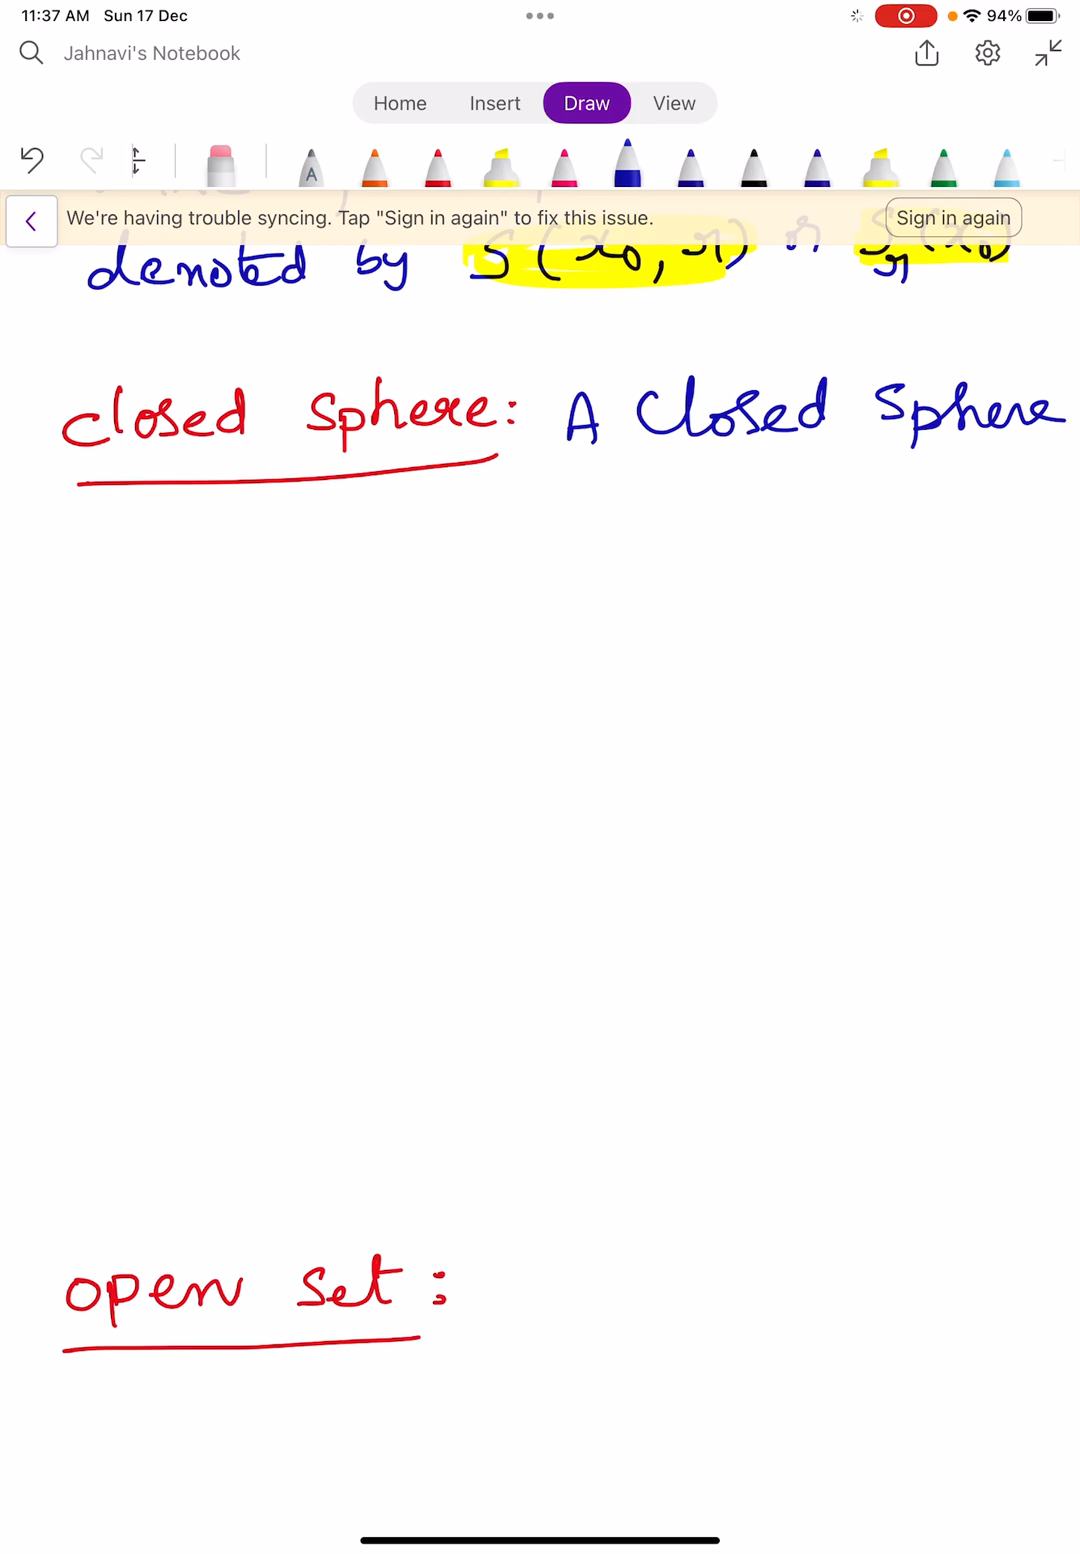 11:37 AM Sun 17 Dec
94%
Jahnavi's Notebook
Home Insert Draw View
A
We're having trouble syncing. Tap "Sign in again" to fix this issue. Sign in again
denoted by S(x₀, r) or Sᵣ(x₀)
closed Sphere: A Closed Sphere
open set: